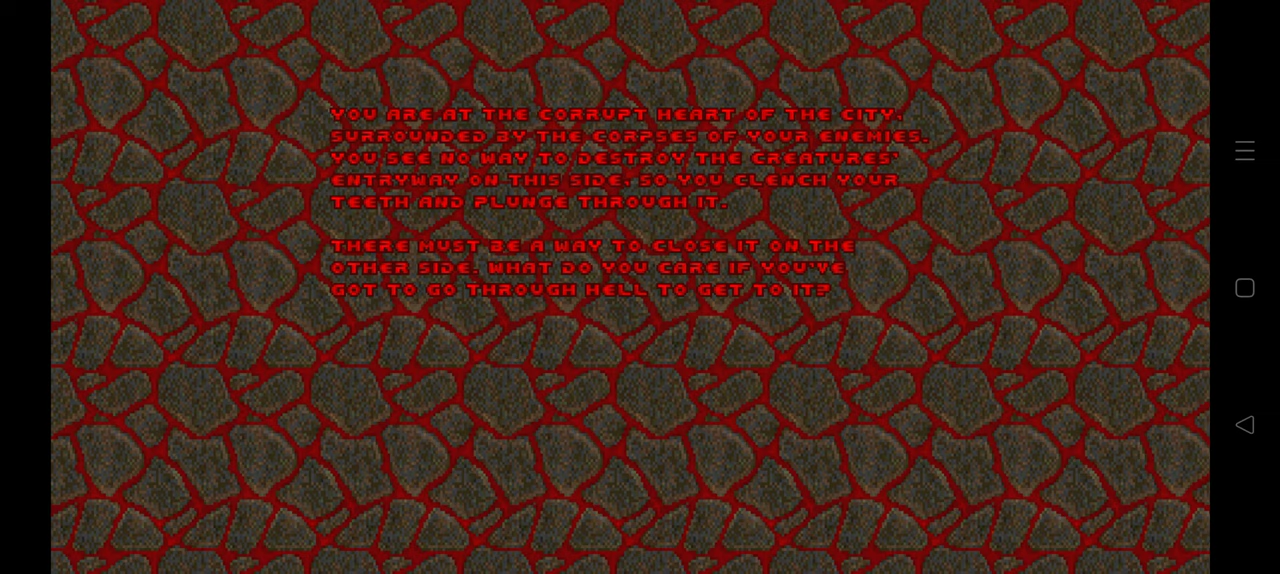 YOU ARE AT THE CORRUPT HEART OF THE CITY,
SURROUNDED BY THE CORPSES OF YOUR ENEMIES.
YOU SEE NO WAY TO DESTROY THE CREATURES'
ENTRYWAY ON THIS SIDE, SO YOU CLENCH YOUR
TEETH AND PLUNGE THROUGH IT.
THERE MUST BE A WAY TO CLOSE IT ON THE
OTHER SIDE. WHAT DO YOU CARE IF YOU'VE
GOT TO GO THROUGH HELL TO GET TO IT?